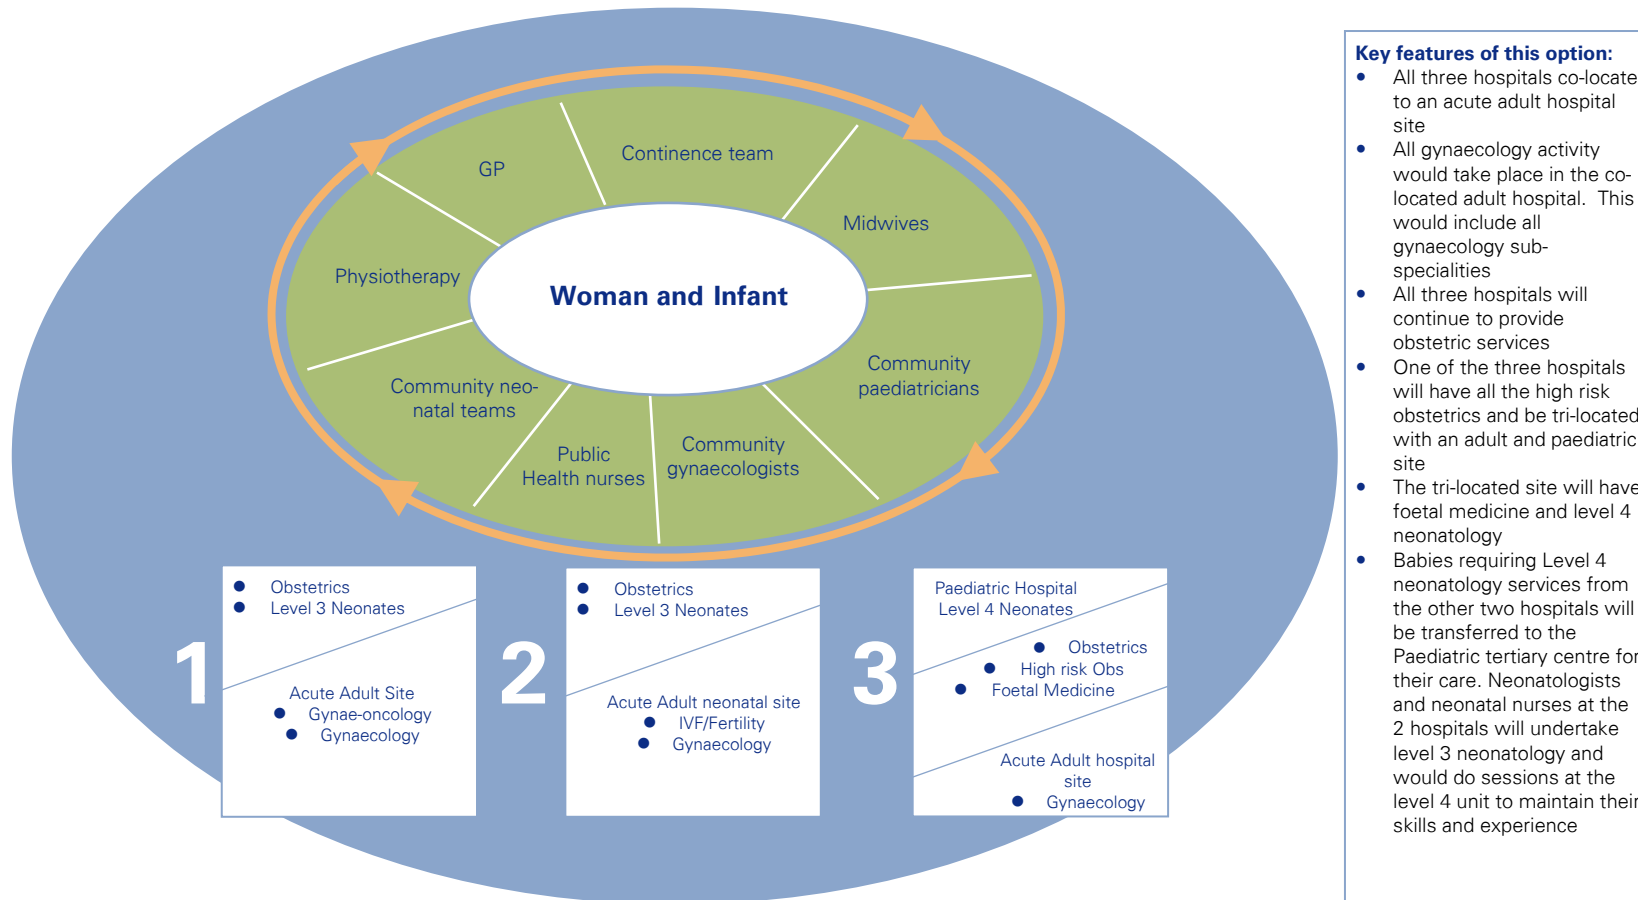 GP
Continence team
Midwives
Physiotherapy
Woman and Infant
Community
paediatricians
Community neo-
natal teams
Public
Health nurses
Community
gynaecologists
1
Obstetrics
Level 3 Neonates
Acute Adult Site
Gynae-oncology
Gynaecology
2
Obstetrics
Level 3 Neonates
Acute Adult neonatal site
IVF/Fertility
Gynaecology
3
Paediatric Hospital
Level 4 Neonates
Obstetrics
High risk Obs
Foetal Medicine
Acute Adult hospital
site
Gynaecology
Key features of this option:
All three hospitals co-locate
to an acute adult hospital
site
All gynaecology activity
would take place in the co-
located adult hospital. This
would include all
gynaecology sub-
specialities
All three hospitals will
continue to provide
obstetric services
One of the three hospitals
will have all the high risk
obstetrics and be tri-located
with an adult and paediatric
site
The tri-located site will have
foetal medicine and level 4
neonatology
Babies requiring Level 4
neonatology services from
the other two hospitals will
be transferred to the
Paediatric tertiary centre for
their care. Neonatologists
and neonatal nurses at the
2 hospitals will undertake
level 3 neonatology and
would do sessions at the
level 4 unit to maintain their
skills and experience